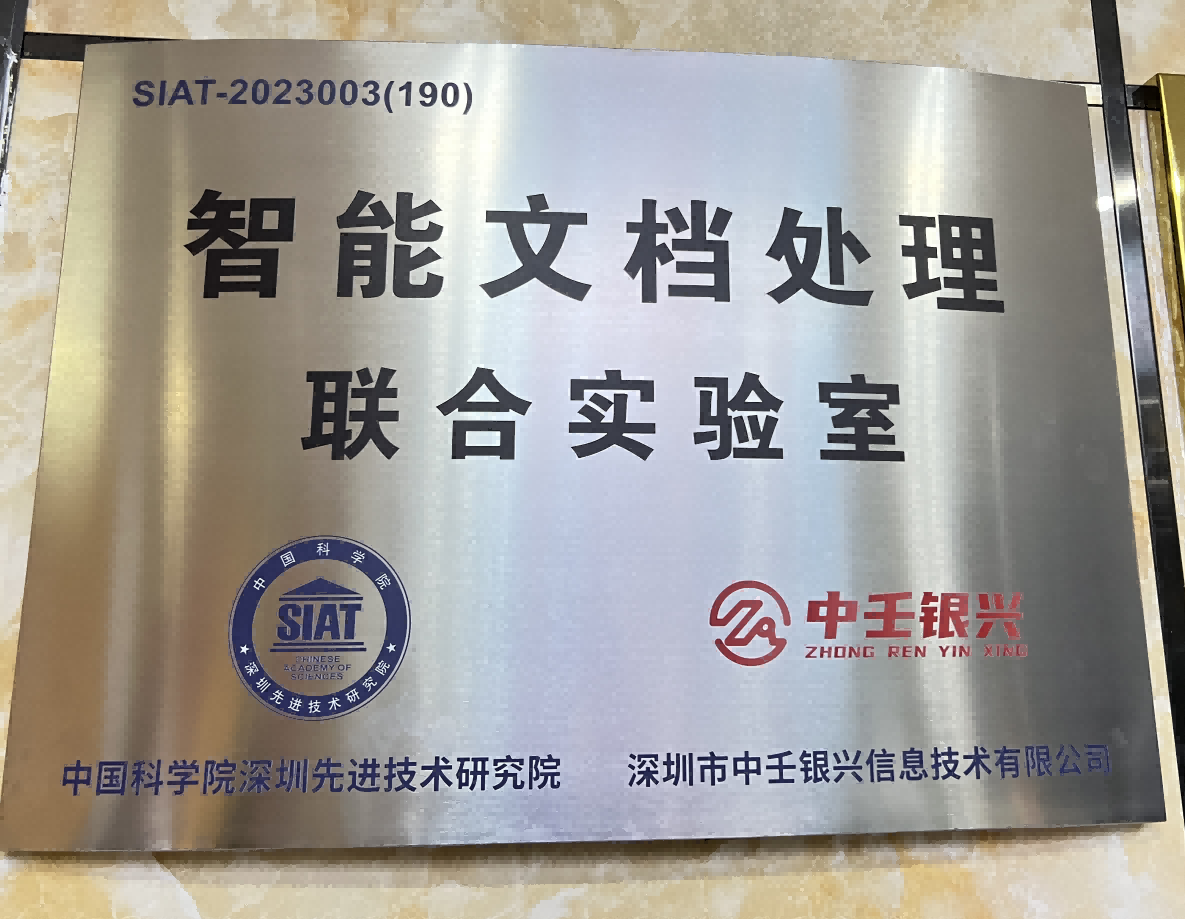 SIAT-2023003(190)
智能文档处理
联合实验室
中国科学院
SIAT
CHINESE
ACADEMY OF
SCIENCES
★深圳先进技术研究院★
中壬银兴
ZHONG REN YIN XING
中国科学院深圳先进技术研究院
深圳市中壬银兴信息技术有限公司